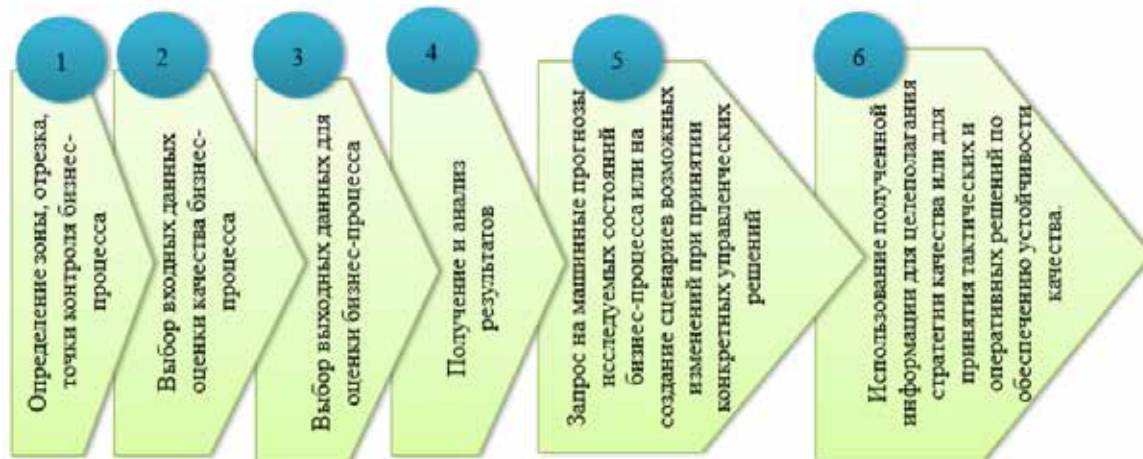 1
Определение зоны, отрезка,
точки контроля бизнес-
процесса
2
Выбор входных данных
оценки качества бизнес-
процесса
3
Выбор выходных данных для
оценки бизнес-процесса
4
Получение и анализ
результатов
5
Запрос на машинные прогнозы
исследуемых состояний
бизнес-процесса или на
создание сценариев возможных
изменений при принятии
конкретных управленческих
решений
6
Использование полученной
информации для целеполагания
стратегии качества или для
принятия тактических и
оперативных решений по
обеспечению устойчивости
качества.